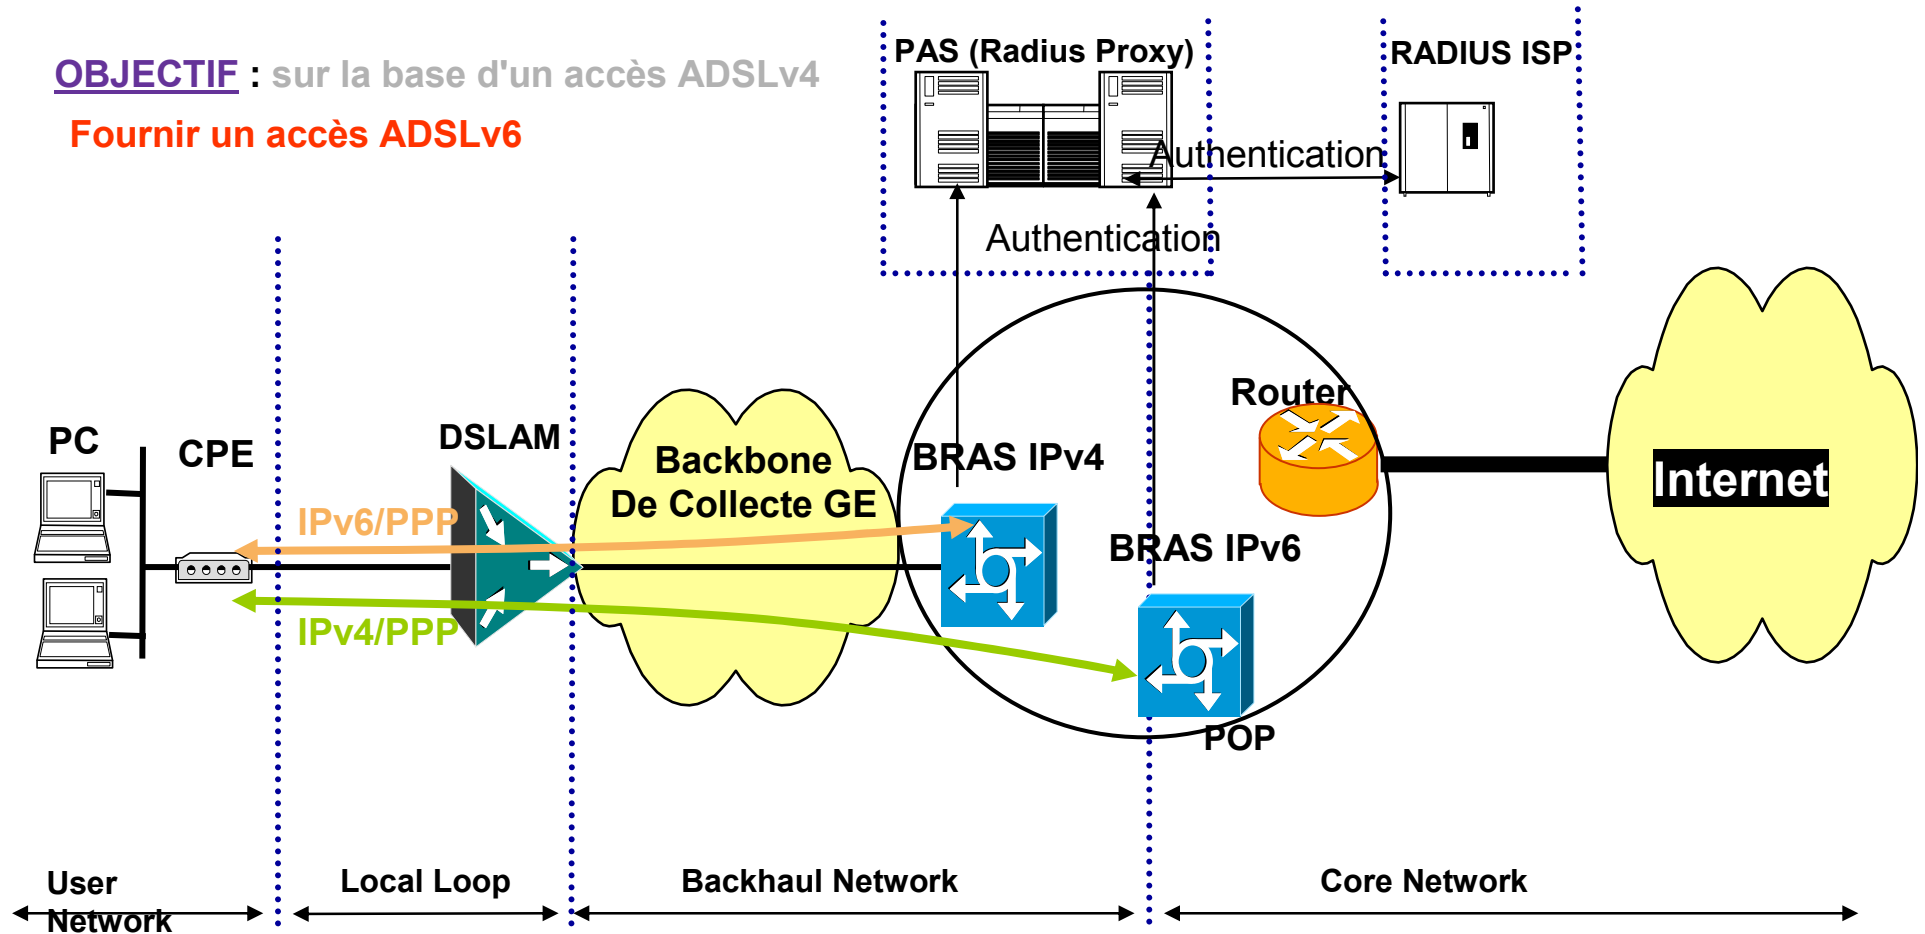 OBJECTIF : sur la base d'un accès ADSLv4
Fournir un accès ADSLv6
PAS (Radius Proxy)
RADIUS ISP
Authentication
Authentication
Router
PC
CPE
DSLAM
Backbone
De Collecte GE
BRAS IPv4
Internet
IPv6/PPP
BRAS IPv6
IPv4/PPP
POP
User
Network
Local Loop
Backhaul Network
Core Network